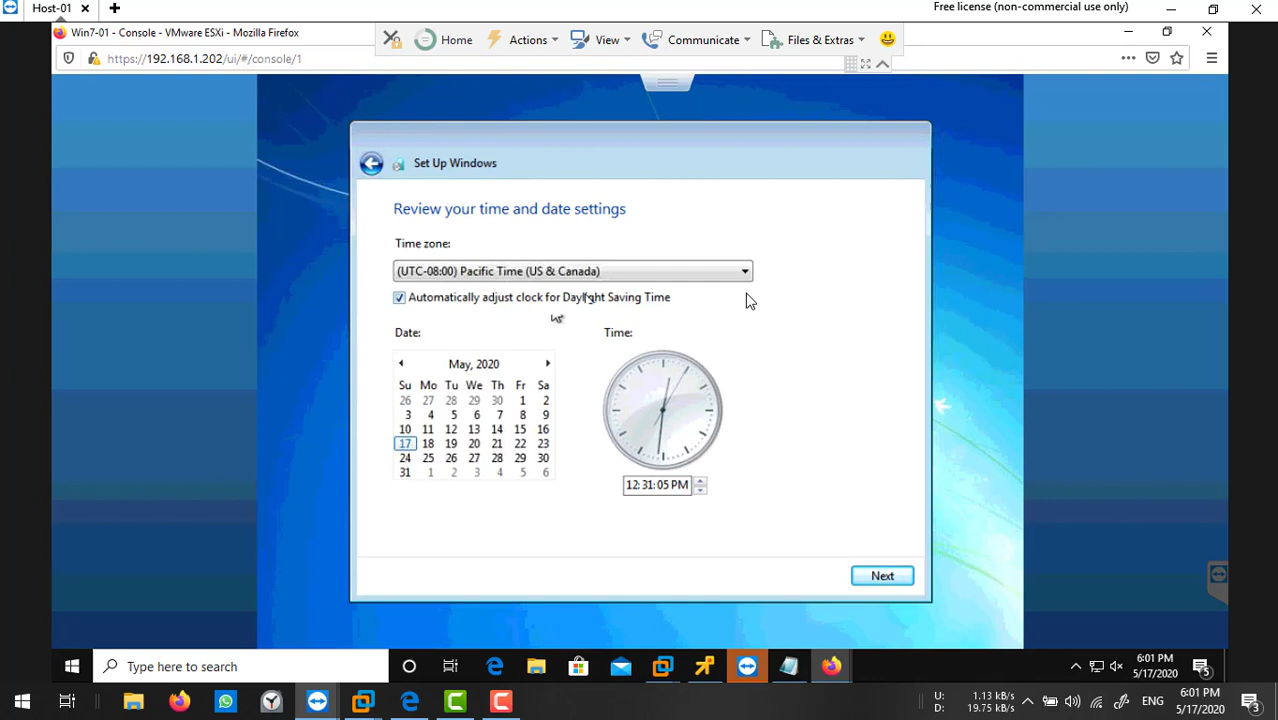 Host-01
Free license (non-commercial use only)
Win7-01 - Console - VMware ESXi - Mozilla Firefox
Home
Actions
View
Communicate
Files & Extras
https://192.168.1.202/ui/#/console/1
Set Up Windows
Review your time and date settings
Time zone:
(UTC-08:00) Pacific Time (US & Canada)
Automatically adjust clock for Daylight Saving Time
Date:
Time:
May, 2020
Su Mo Tu We Th Fr Sa
26 27 28 29 30 1 2
3 4 5 6 7 8 9
10 11 12 13 14 15 16
17 18 19 20 21 22 23
24 25 26 27 28 29 30
31 1 2 3 4 5 6
12:31:05 PM
Next
Type here to search
6:01 PM
5/17/2020
5
U: 1.13 kB/s
D: 19.75 kB/s
ENG
6:01 PM
5/17/2020
3